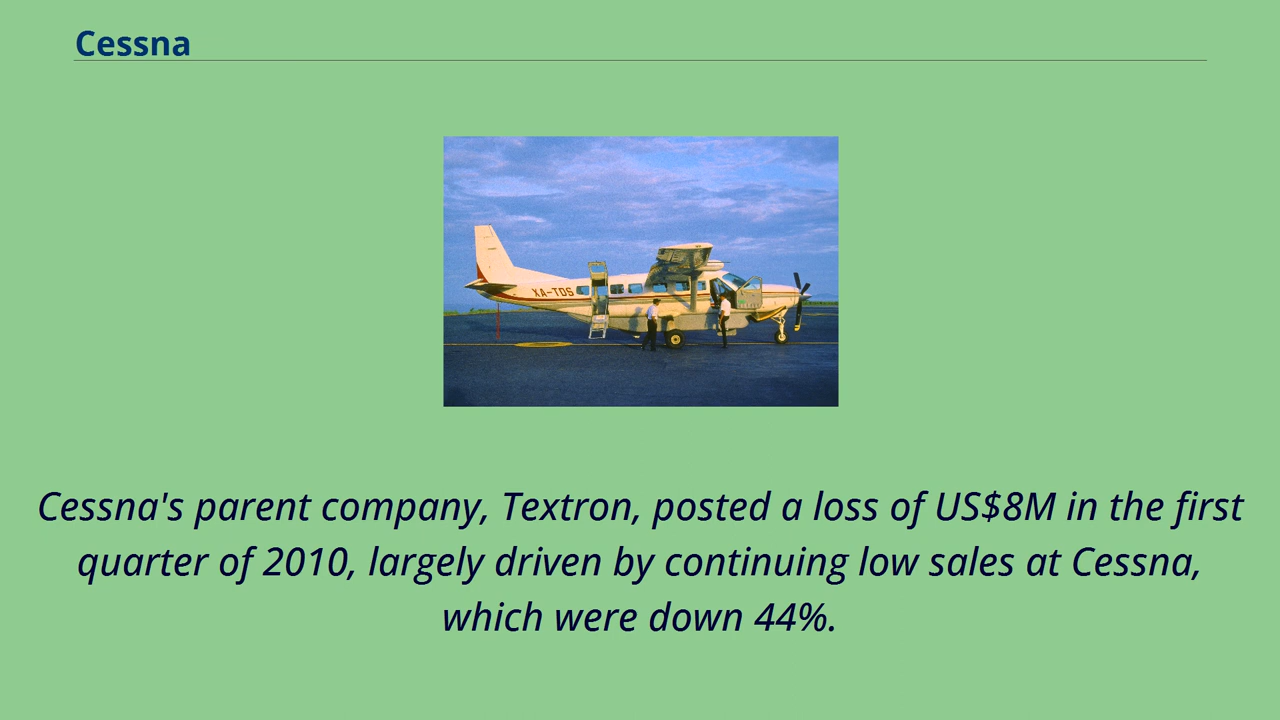 Cessna
XA-TDS
Cessna's parent company, Textron, posted a loss of US$8M in the first
quarter of 2010, largely driven by continuing low sales at Cessna,
which were down 44%.